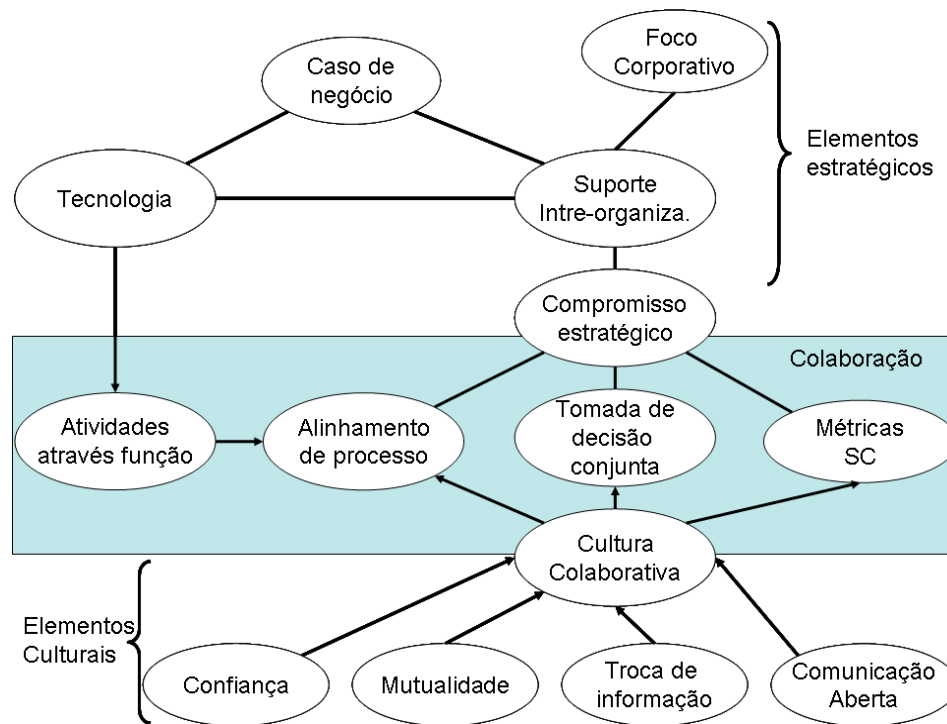 Foco
Corporativo
Caso de
negócio
Elementos
estratégicos
Tecnologia
Suporte
Intre-organiza.
Compromisso
estratégico
Colaboração
Atividades
através função
Alinhamento
de processo
Tomada de
decisão
conjunta
Métricas
SC
Cultura
Colaborativa
Elementos
Culturais
Confiança
Mutualidade
Troca de
informação
Comunicação
Aberta